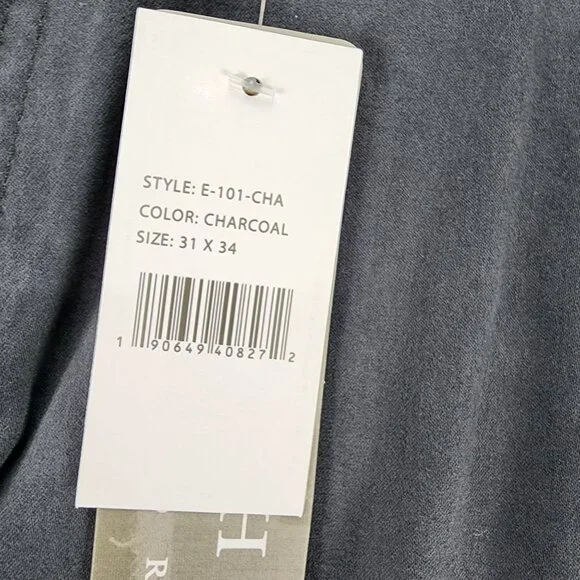 STYLE: E-101-CHA
COLOR: CHARCOAL
SIZE: 31 X 34
1 90649 40827 2
H
R